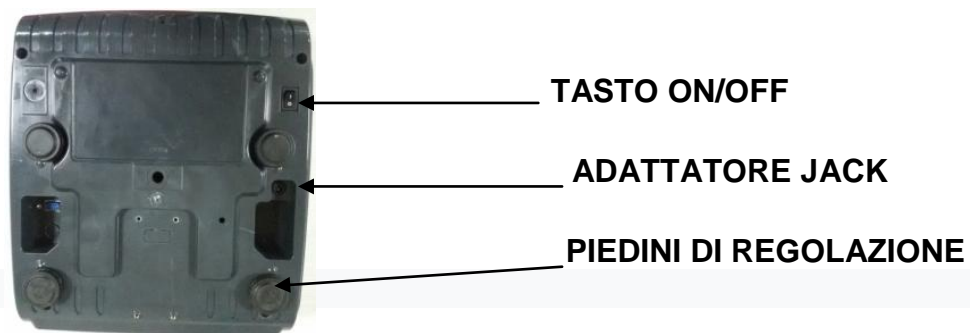 TASTO ON/OFF
ADATTATORE JACK
PIEDINI DI REGOLAZIONE